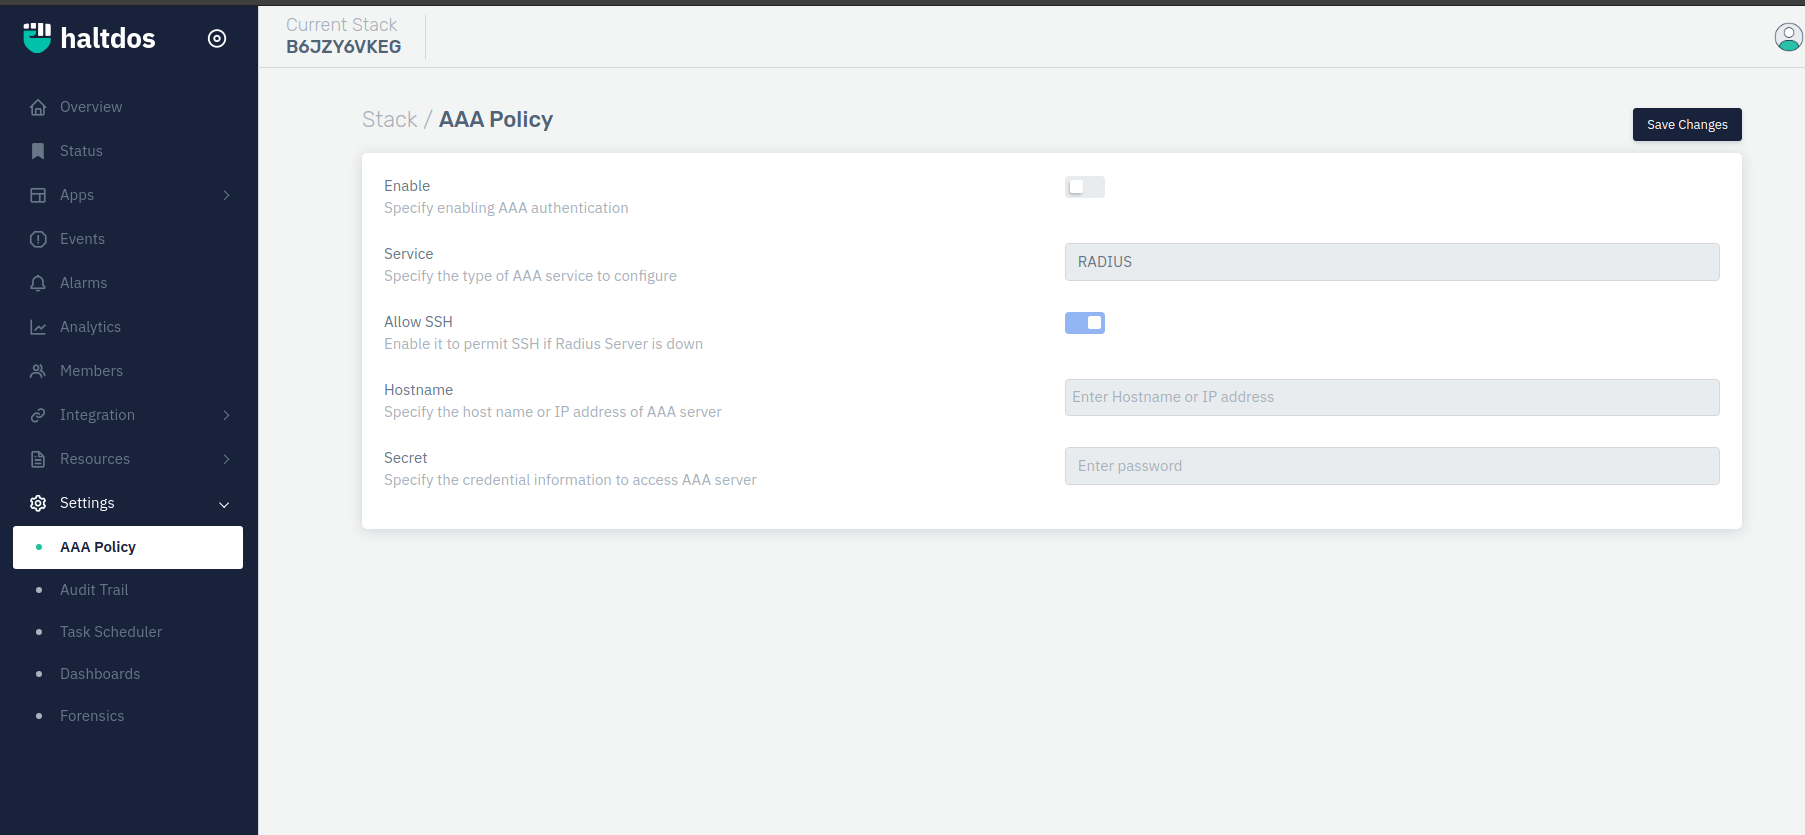 haltdos
Overview
Status
Apps
Events
Alarms
Analytics
Members
Integration
Resources
Settings
AAA Policy
Audit Trail
Task Scheduler
Dashboards
Forensics
Current Stack
B6JZY6VKEG
Stack / AAA Policy
Save Changes
Enable
Specify enabling AAA authentication
Service
Specify the type of AAA service to configure
RADIUS
Allow SSH
Enable it to permit SSH if Radius Server is down
Hostname
Specify the host name or IP address of AAA server
Enter Hostname or IP address
Secret
Specify the credential information to access AAA server
Enter password